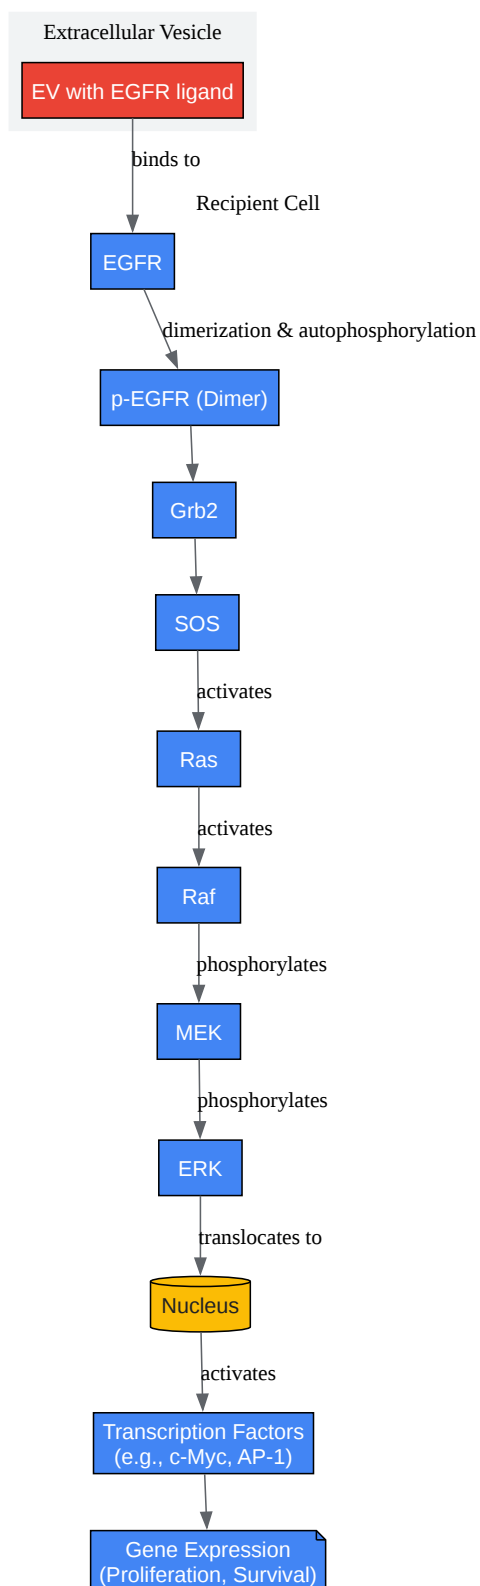 Extracellular Vesicle
EV with EGFR ligand
binds to
Recipient Cell
EGFR
dimerization & autophosphorylation
p-EGFR (Dimer)
Grb2
SOS
activates
Ras
activates
Raf
phosphorylates
MEK
phosphorylates
ERK
translocates to
Nucleus
activates
Transcription Factors
(e.g., c-Myc, AP-1)
Gene Expression
(Proliferation, Survival)